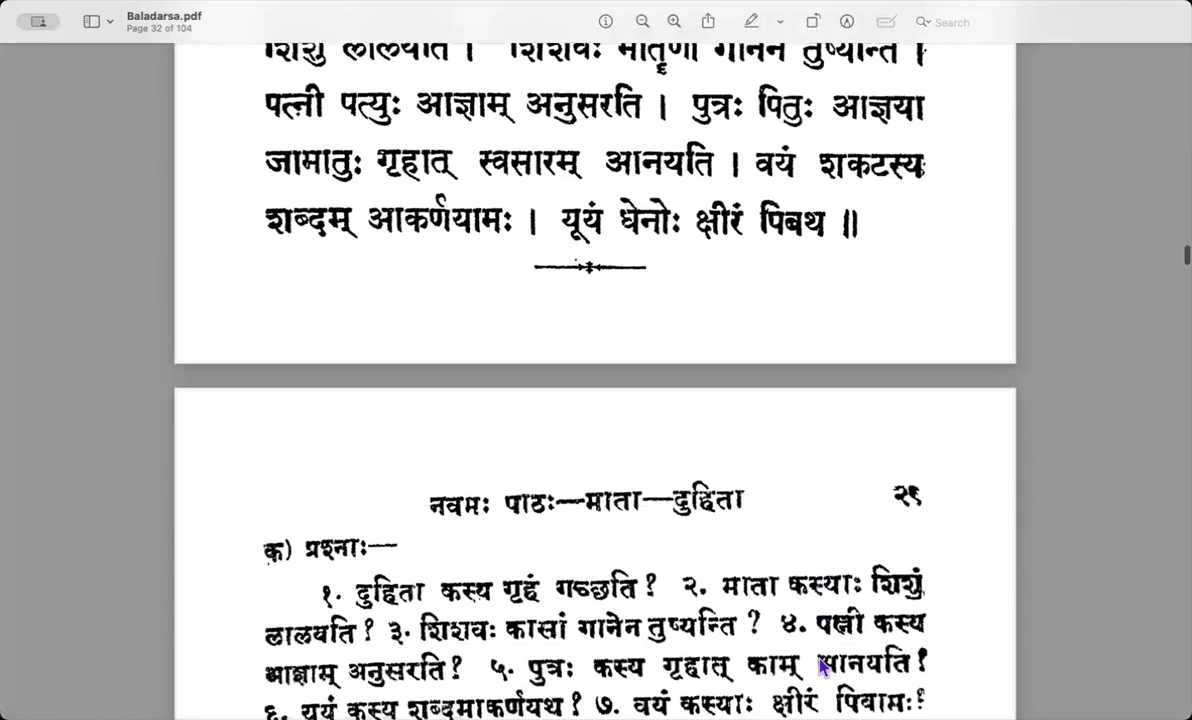 Baladarsa.pdf
Page 32 of 104
Search
शिशुं लालयति । शिशवः मातॄणां गानेन तुष्यन्ति ।
पत्नी पत्युः आज्ञाम् अनुसरति । पुत्रः पितुः आज्ञया
जामातुः गृहात् स्वसारम् आनयति । वयं शकटस्य
शब्दम् आकर्णयामः । यूयं धेनोः क्षीरं पिबथ ॥
नवमः पाठः—माता—दुहिता २९
क) प्रश्नाः—
१. दुहिता कस्य गृहं गच्छति ? २. माता कस्याः शिशुं
लालयति ? ३. शिशवः कासां गानेन तुष्यन्ति ? ४. पत्नी कस्य
आज्ञाम् अनुसरति ? ५. पुत्रः कस्य गृहात् काम् आनयति ?
६. यूयं कस्य शब्दमाकर्णयथ ? ७. वयं कस्याः क्षीरं पिबामः ?